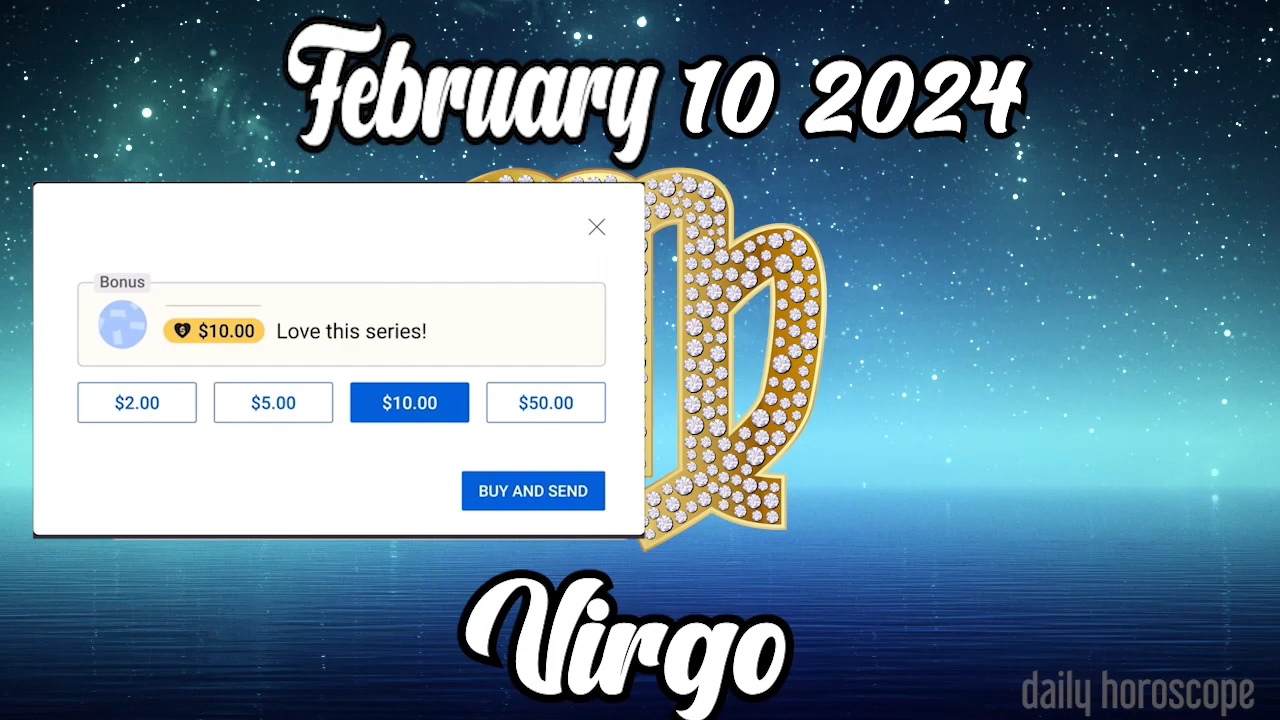 February 10 2024
Bonus
$10.00 Love this series!
$2.00 $5.00 $10.00 $50.00
BUY AND SEND
Virgo
daily horoscope